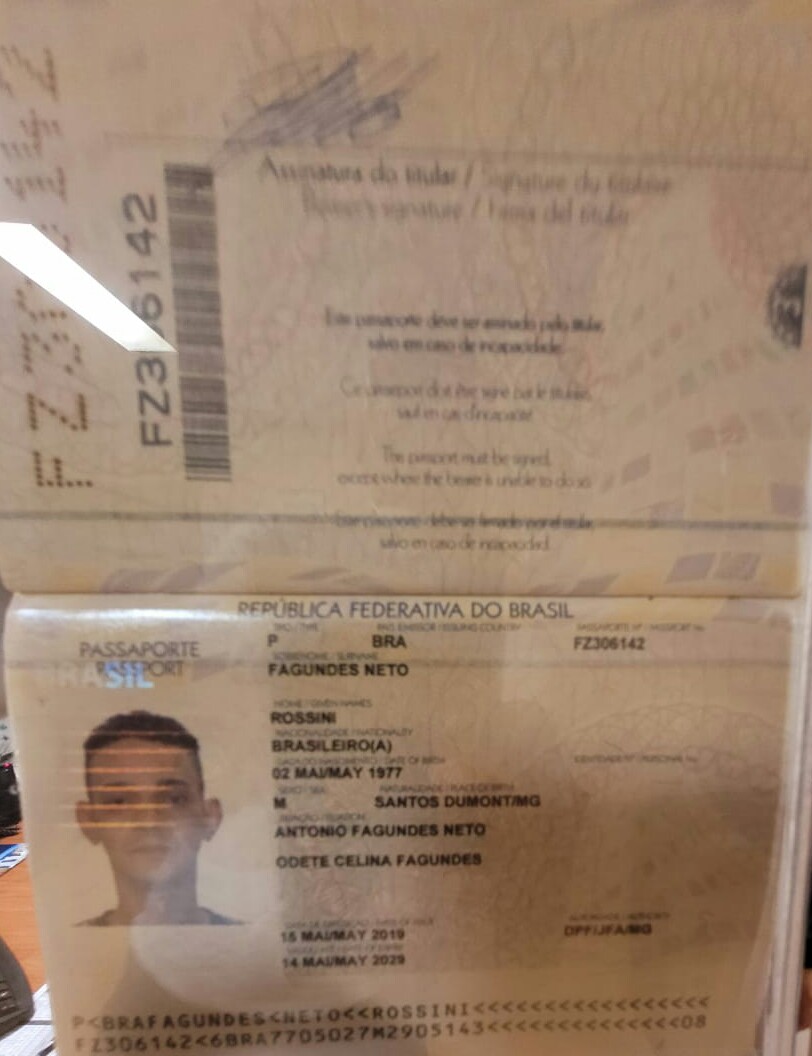 FZ306142
Assinatura do titular / Signature du titulaire
Bearer's signature / Firma del titular
Este passaporte deve ser assinado pelo titular,
salvo em caso de incapacidade.
Ce passeport doit être signé par le titulaire,
sauf en cas d'incapacité.
The passport must be signed,
except where the bearer is unable to do so.
Este pasaporte debe ser firmado por el titular,
salvo en caso de incapacidad.
REPÚBLICA FEDERATIVA DO BRASIL
TIPO / TYPE PAÍS EMISSOR / ISSUING COUNTRY PASSAPORTE Nº / PASSPORT No.
PASSAPORTE P BRA FZ306142
PASSPORT
BRASIL
SOBRENOME / SURNAME
FAGUNDES NETO
NOME / GIVEN NAMES
ROSSINI
NACIONALIDADE / NATIONALITY
BRASILEIRO(A)
DATA DE NASCIMENTO / DATE OF BIRTH IDENTIDADE Nº / PERSONAL No.
02 MAI/MAY 1977
SEXO / SEX NATURALIDADE / PLACE OF BIRTH
M SANTOS DUMONT/MG
FILIAÇÃO / FILIATION
ANTONIO FAGUNDES NETO
ODETE CELINA FAGUNDES
DATA DE EXPEDIÇÃO / DATE OF ISSUE AUTORIDADE / AUTHORITY
15 MAI/MAY 2019 DPF/JFA/MG
VÁLIDO ATÉ / DATE OF EXPIRY
14 MAI/MAY 2029
P<BRAFAGUNDES<NETO<<ROSSINI<<<<<<<<<<<<<<<<<
FZ306142<6BRA7705027M2905143<<<<<<<<<<<<<<08